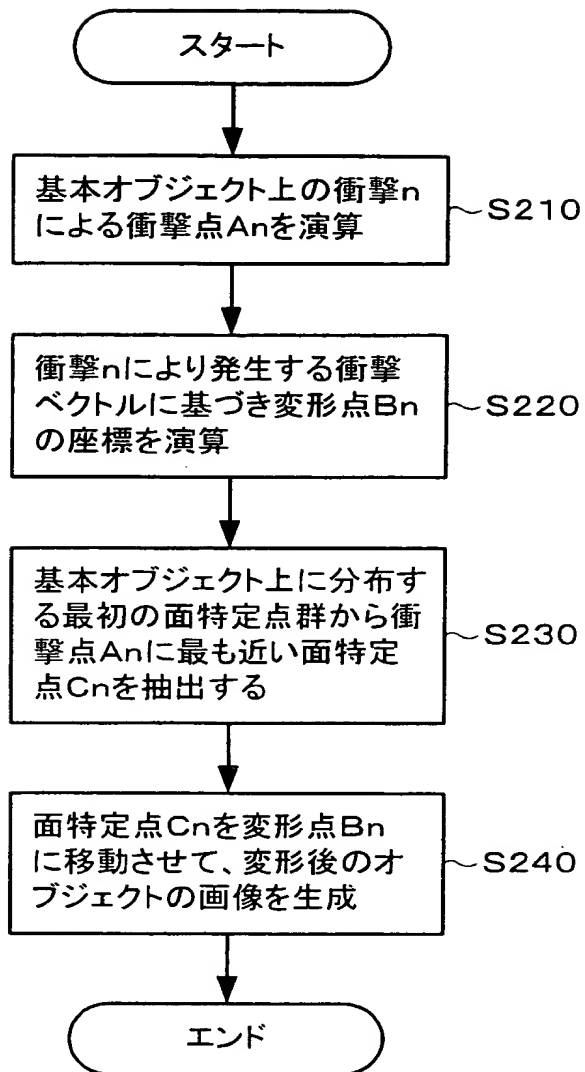 スタート
基本オブジェクト上の衝撃n
による衝撃点Anを演算
S210
衝撃nにより発生する衝撃
ベクトルに基づき変形点Bn
の座標を演算
S220
基本オブジェクト上に分布す
る最初の面特定点群から衝
撃点Anに最も近い面特定
点Cnを抽出する
S230
面特定点Cnを変形点Bn
に移動させて、変形後のオ
ブジェクトの画像を生成
S240
エンド